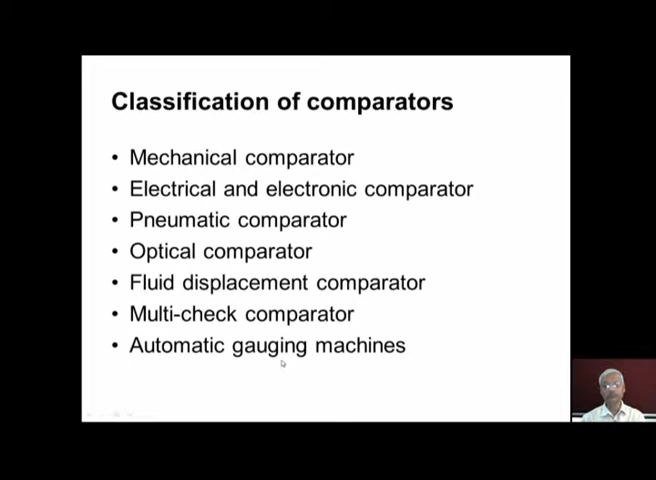 Classification of comparators
• Mechanical comparator
• Electrical and electronic comparator
• Pneumatic comparator
• Optical comparator
• Fluid displacement comparator
• Multi-check comparator
• Automatic gauging machines